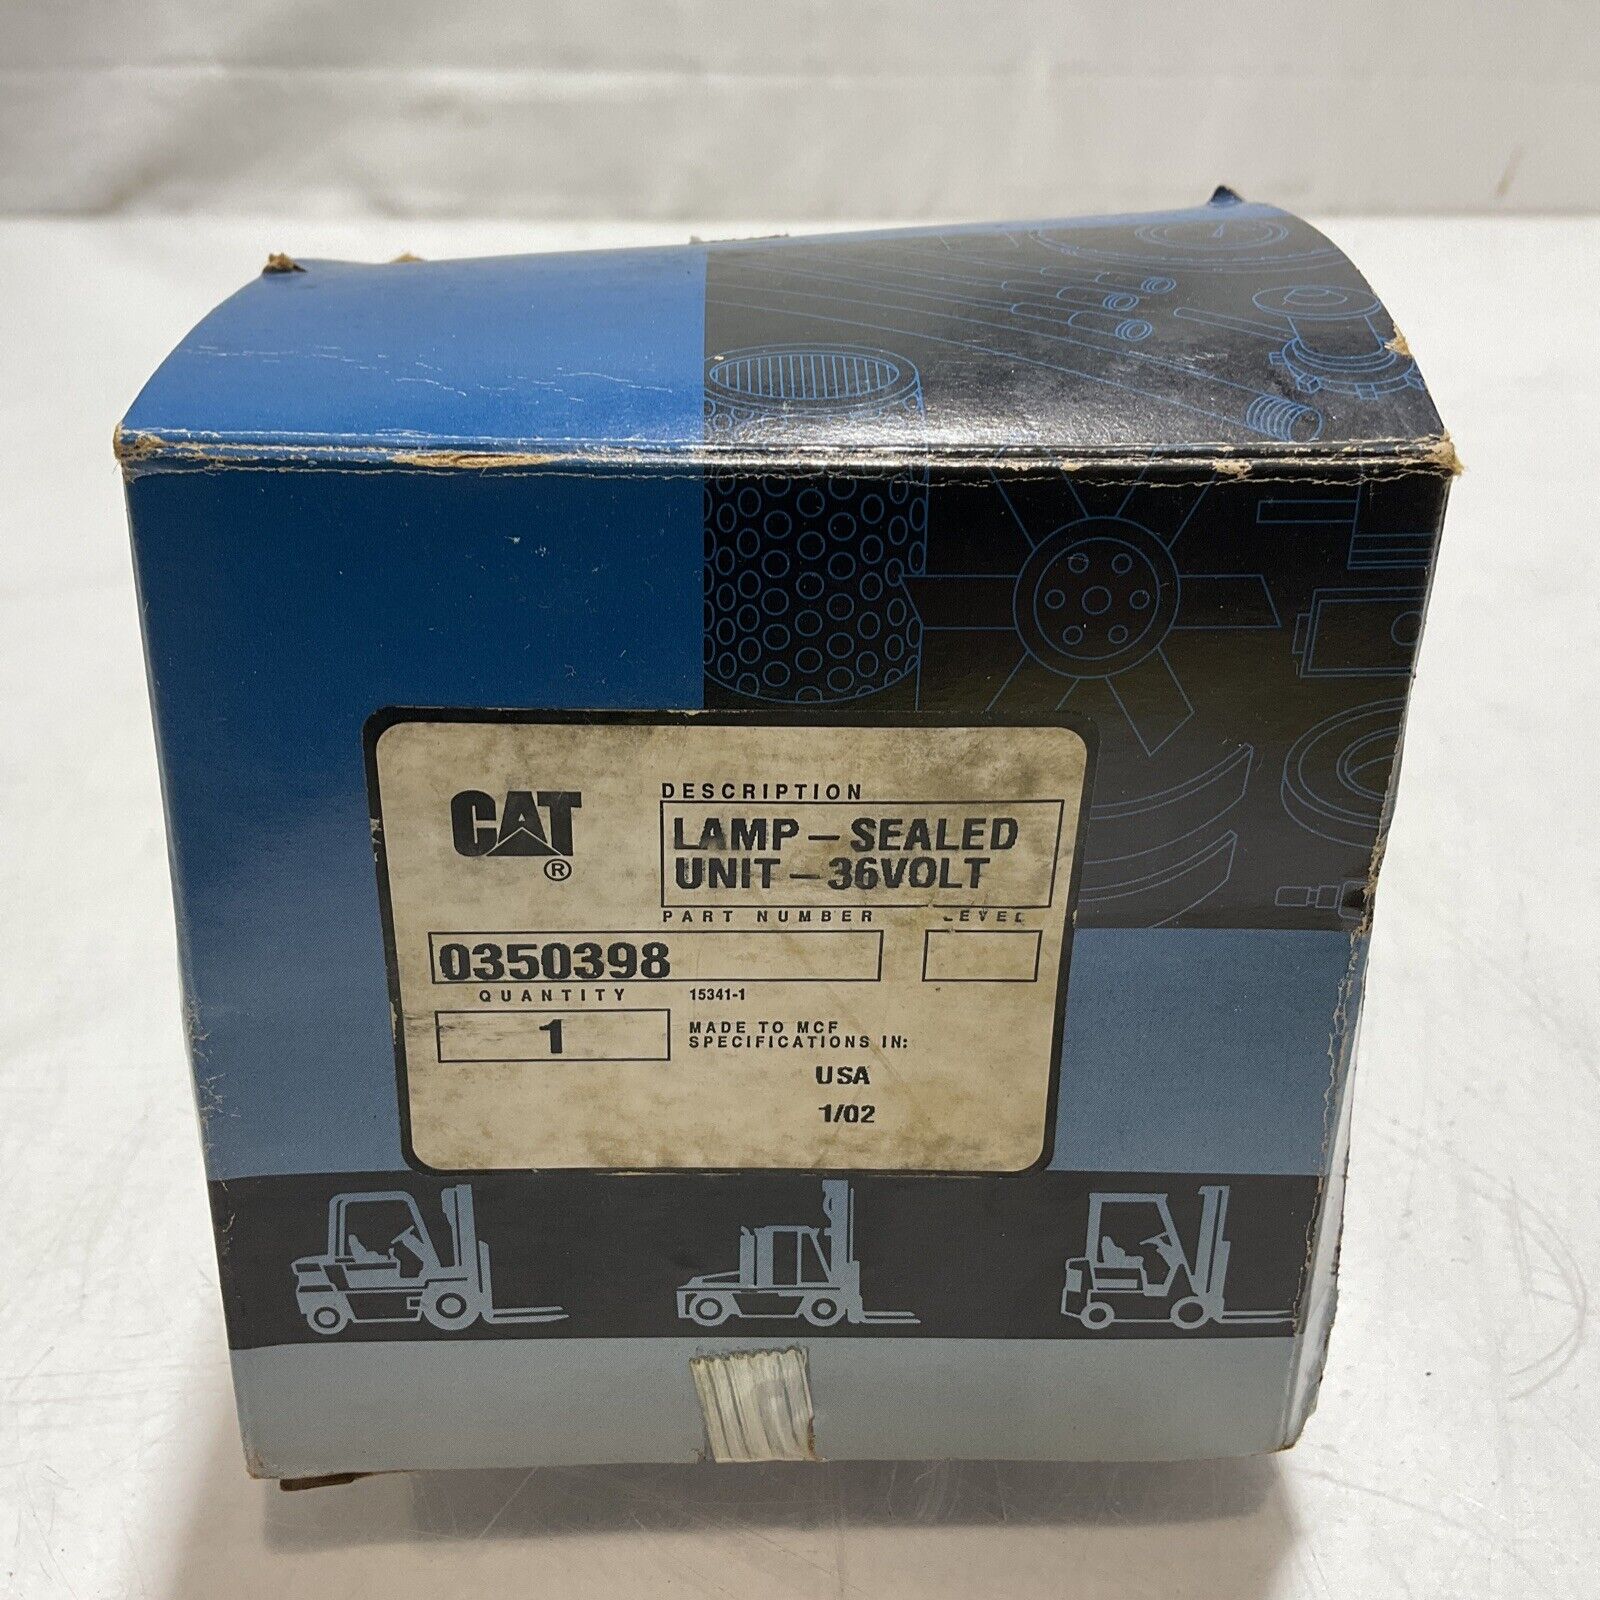 CAT
®
DESCRIPTION
LAMP-SEALED
UNIT-36VOLT
PART NUMBER
LEVEL
0350398
QUANTITY
15341-1
1
MADE TO MCF
SPECIFICATIONS IN:
USA
1/02